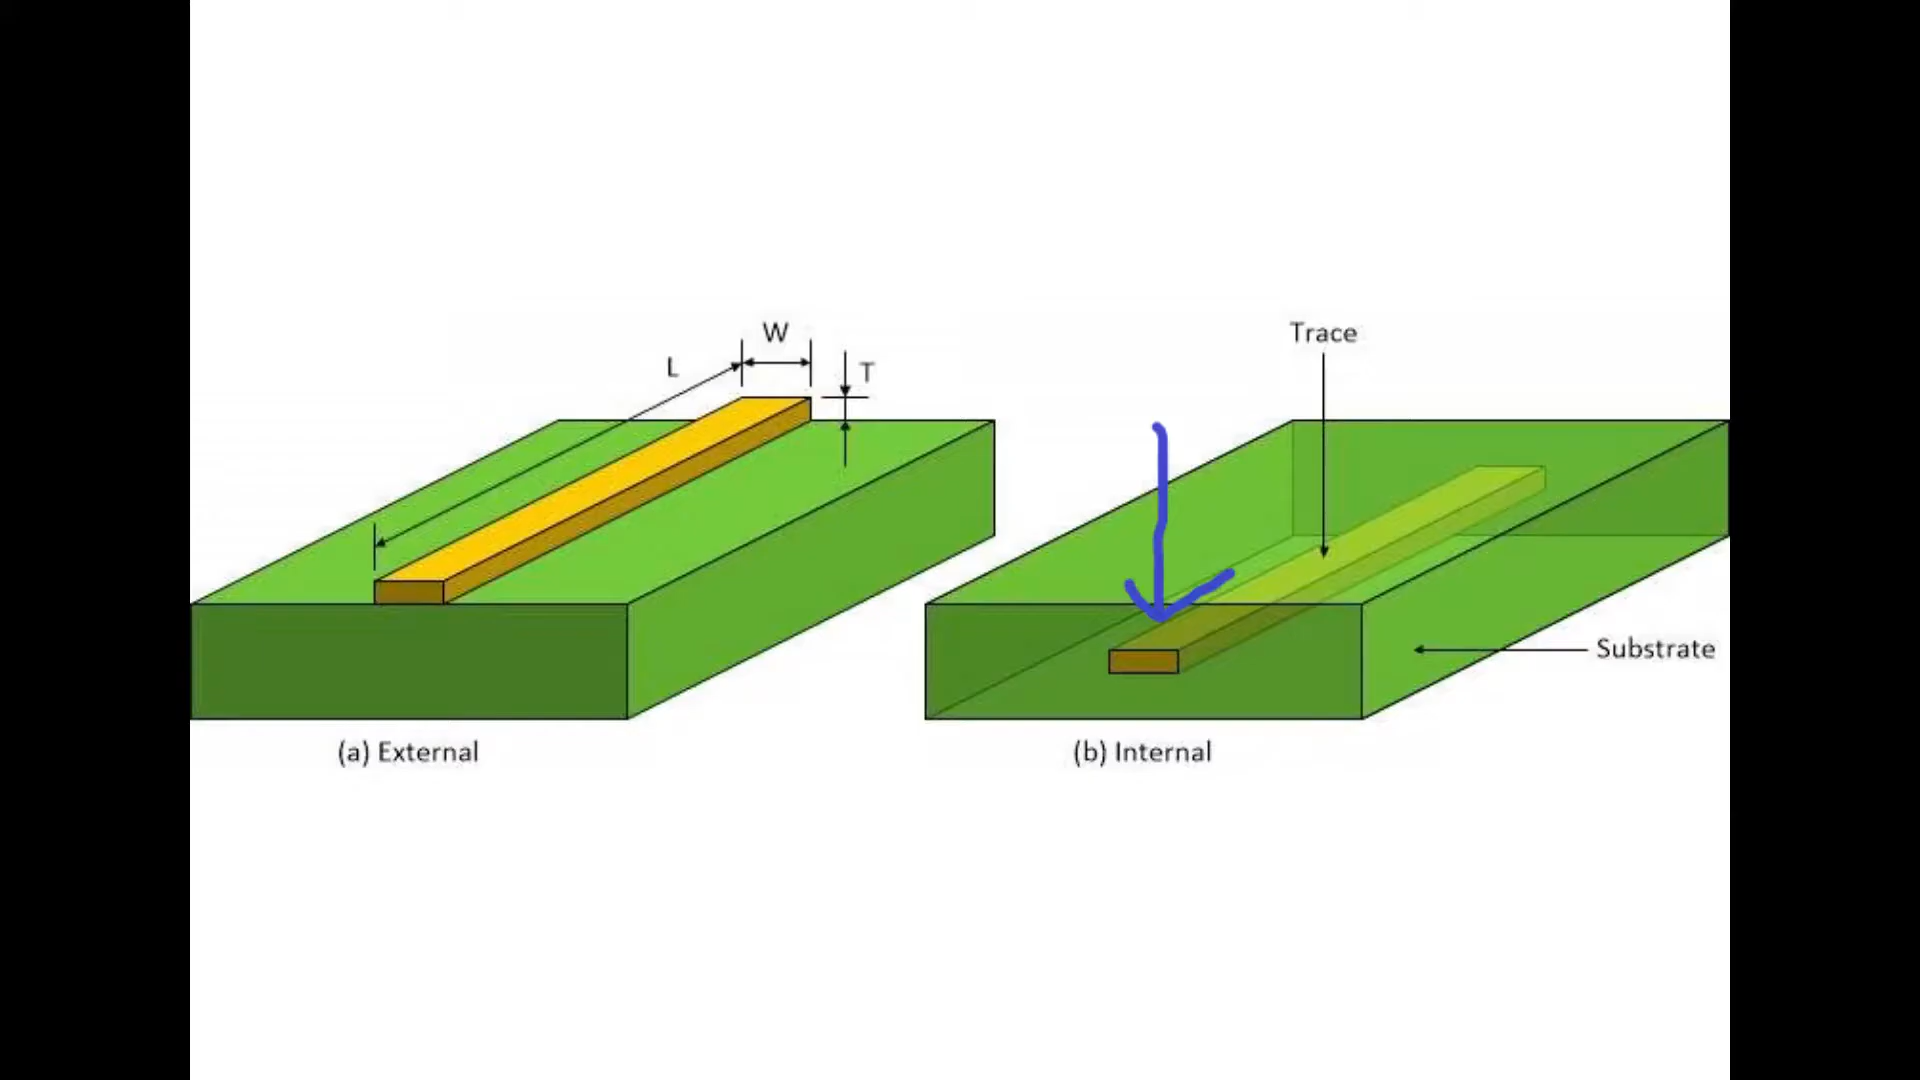 W
L
T
Trace
Substrate
(a) External
(b) Internal